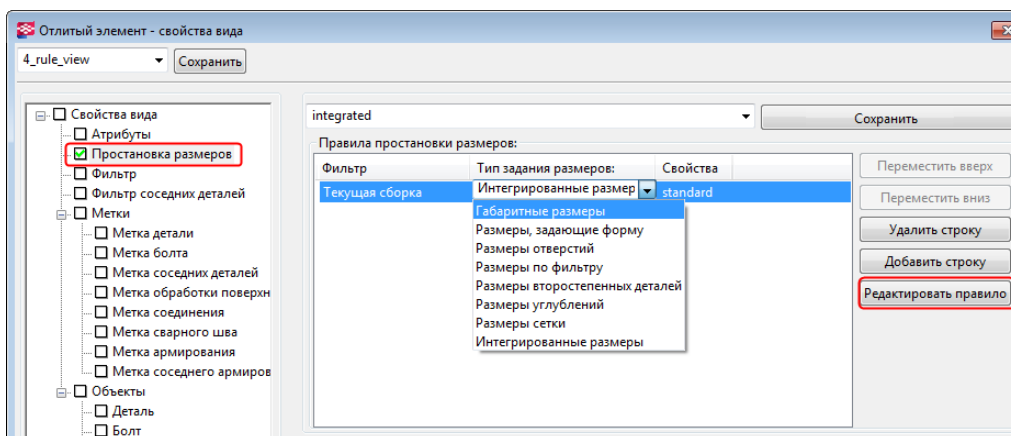 Отлитый элемент - свойства вида
4_rule_view Сохранить
Свойства вида
Атрибуты
Простановка размеров
Фильтр
Фильтр соседних деталей
Метки
Метка детали
Метка болта
Метка соседних деталей
Метка обработки поверхн
Метка соединения
Метка сварного шва
Метка армирования
Метка соседнего армиров
Объекты
Деталь
Болт
integrated Сохранить
Правила простановки размеров:
Фильтр Тип задания размеров: Свойства
Текущая сборка Интегрированные размер standard
Габаритные размеры
Размеры, задающие форму
Размеры отверстий
Размеры по фильтру
Размеры второстепенных деталей
Размеры углублений
Размеры сетки
Интегрированные размеры
Переместить вверх
Переместить вниз
Удалить строку
Добавить строку
Редактировать правило